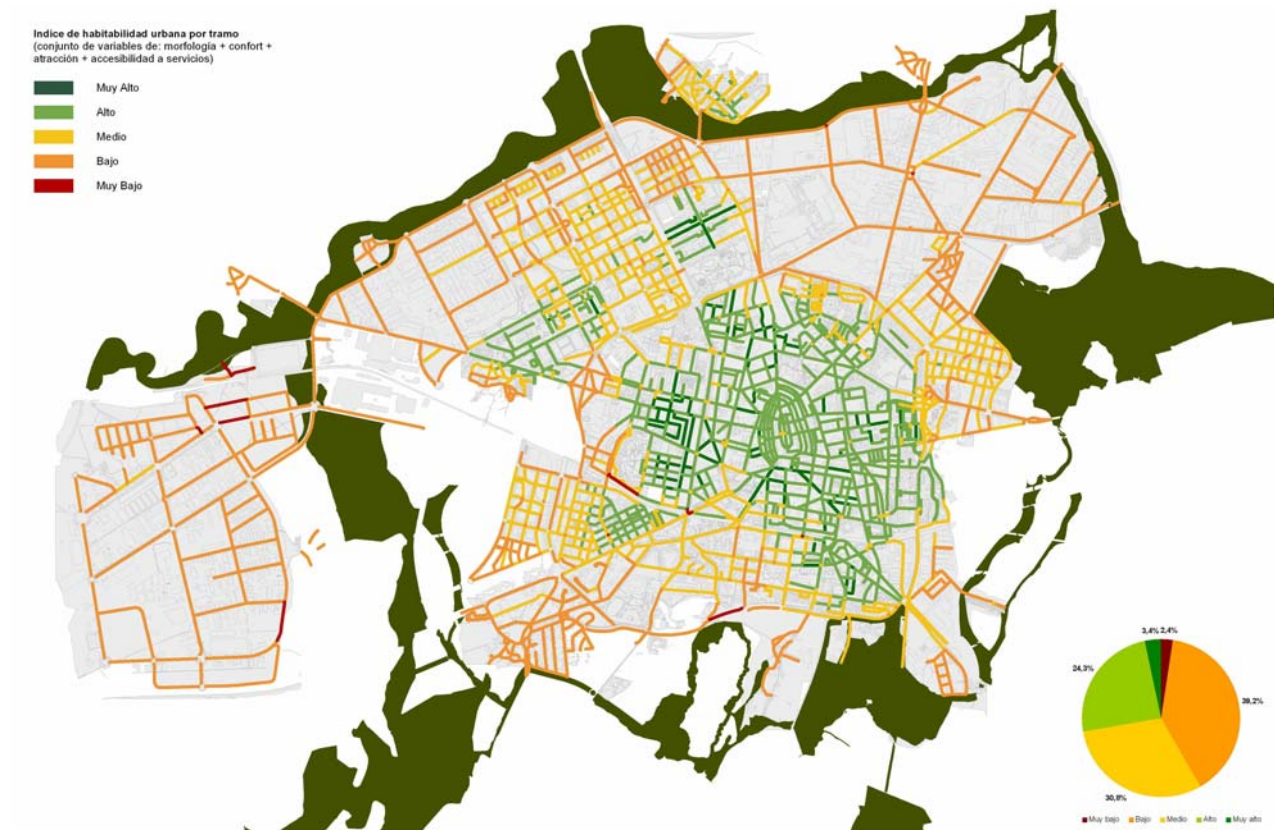 Indice de habitabilidad urbana por tramo
(conjunto de variables de: morfología + confort +
atracción + accesibilidad a servicios)
Muy Alto
Alto
Medio
Bajo
Muy Bajo
3,4%
2,4%
24,3%
39,2%
30,8%
Muy bajo
Bajo
Medio
Alto
Muy alto